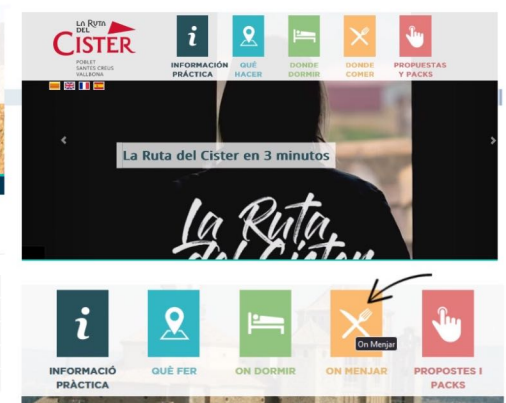 LA RUTA
DEL
CISTER
POBLET
SANTES CREUS
VALLBONA
i
INFORMACIÓN
PRÁCTICA
QUÈ
HACER
DONDE
DORMIR
DONDE
COMER
PROPUESTAS
Y PACKS
La Ruta del Cister en 3 minutos
La Ruta
del Cister
i
INFORMACIÓ
PRÀCTICA
QUÈ FER
ON DORMIR
ON MENJAR
On Menjar
PROPOSTES I
PACKS